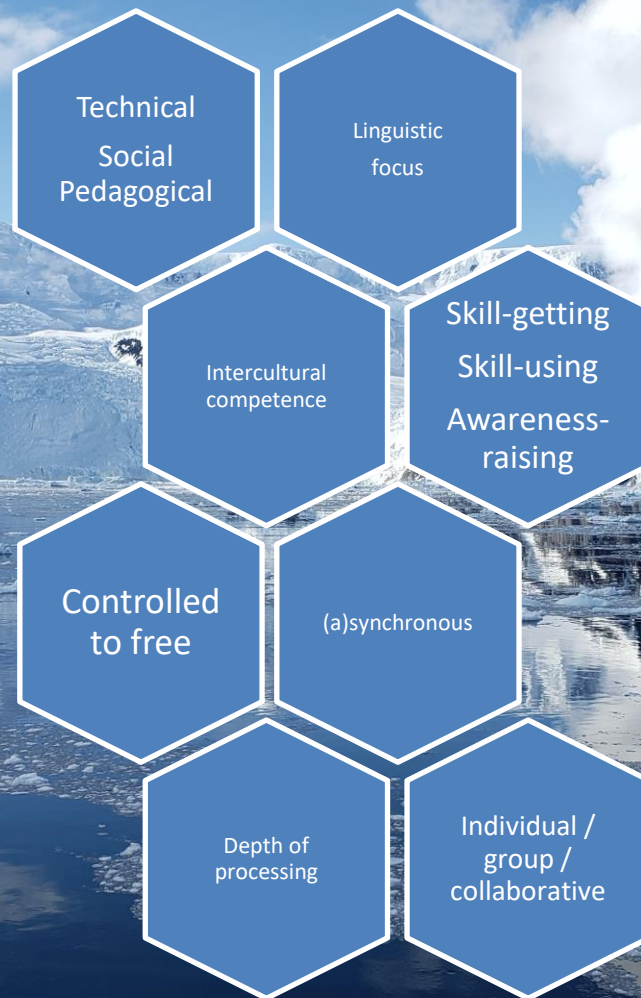 Technical
Social
Pedagogical
Linguistic
focus
Intercultural
competence
Skill-getting
Skill-using
Awareness-
raising
Controlled
to free
(a)synchronous
Depth of
processing
Individual /
group /
collaborative